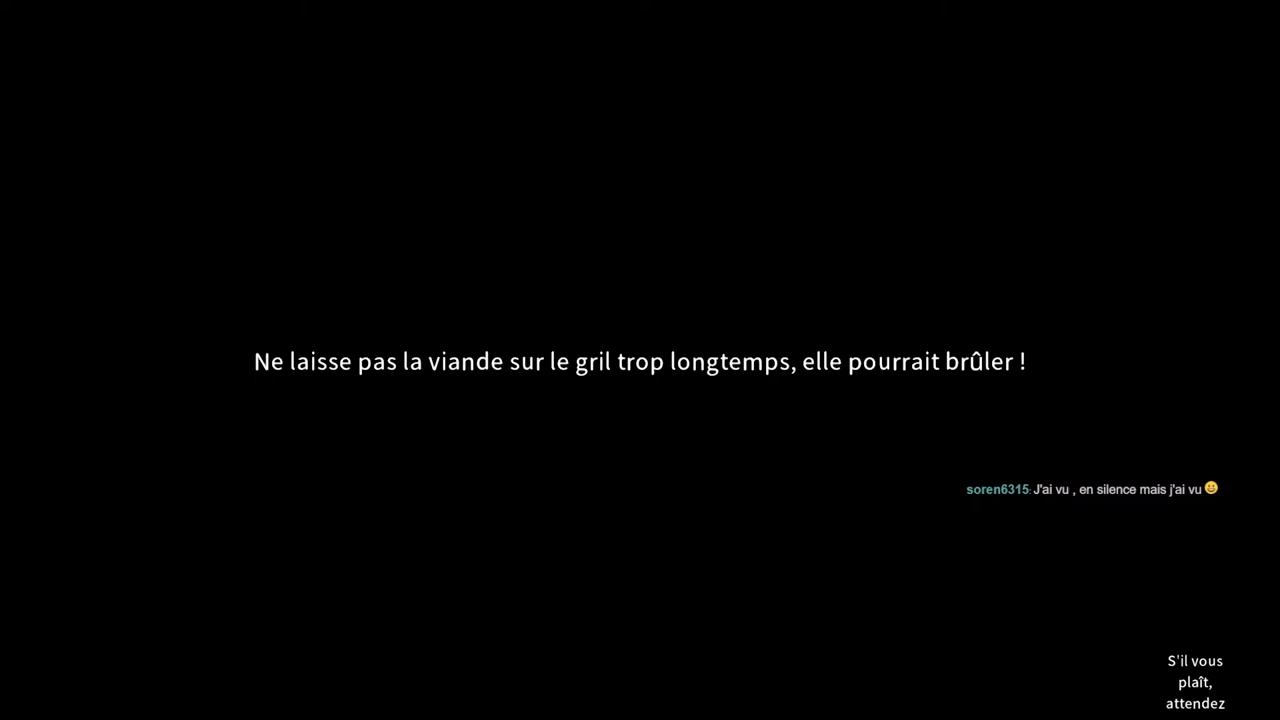 Ne laisse pas la viande sur le gril trop longtemps, elle pourrait brûler !
soren6315: J'ai vu , en silence mais j'ai vu 😀
S'il vous
plaît,
attendez